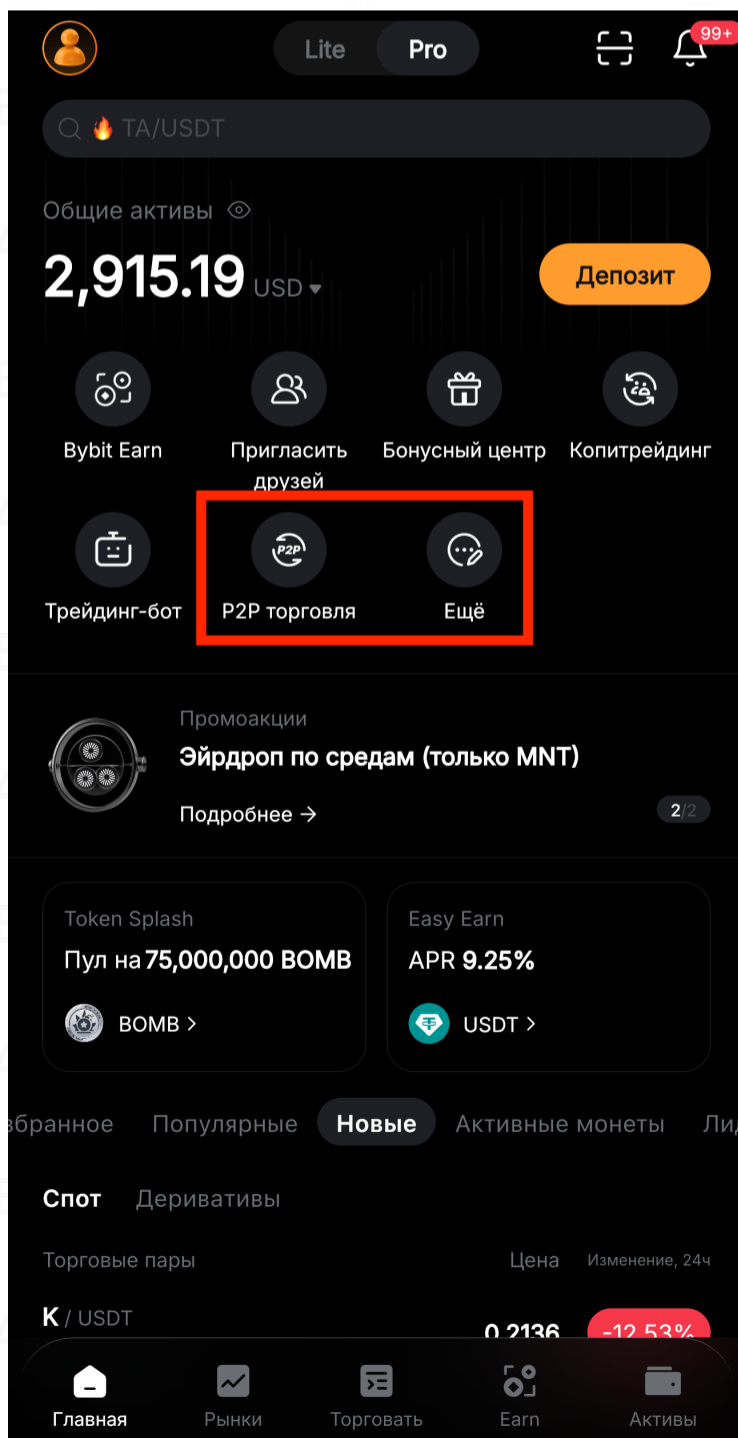 Lite Pro 99+
TA/USDT
Общие активы
2,915.19 USD
Депозит
Bybit Earn Пригласить друзей Бонусный центр Копитрейдинг
P2P
Трейдинг-бот P2P торговля Ещё
Промоакции
Эйрдроп по средам (только MNT)
Подробнее → 2/2
Token Splash Easy Earn
Пул на 75,000,000 BOMB APR 9.25%
BOMB > USDT >
збранное Популярные Новые Активные монеты Ли
Спот Деривативы
Торговые пары Цена Изменение, 24ч
K / USDT 0.2136 -12.53%
Главная Рынки Торговать Earn Активы